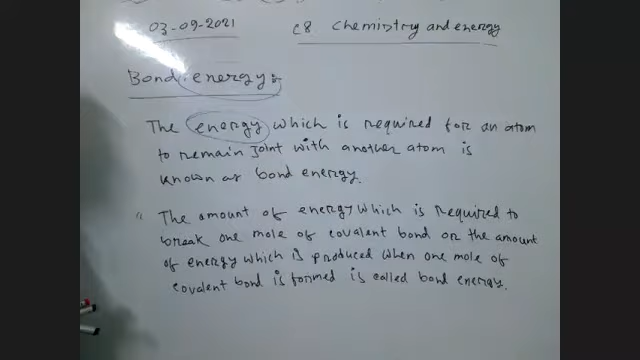 03-09-2021
C8 Chemistry and energy
Bond energy:
The energy which is required for an atom
to remain joint with another atom is
known as bond energy.
" The amount of energy which is required to
break one mole of covalent bond or the amount
of energy which is produced when one mole of
covalent bond is formed is called bond energy.